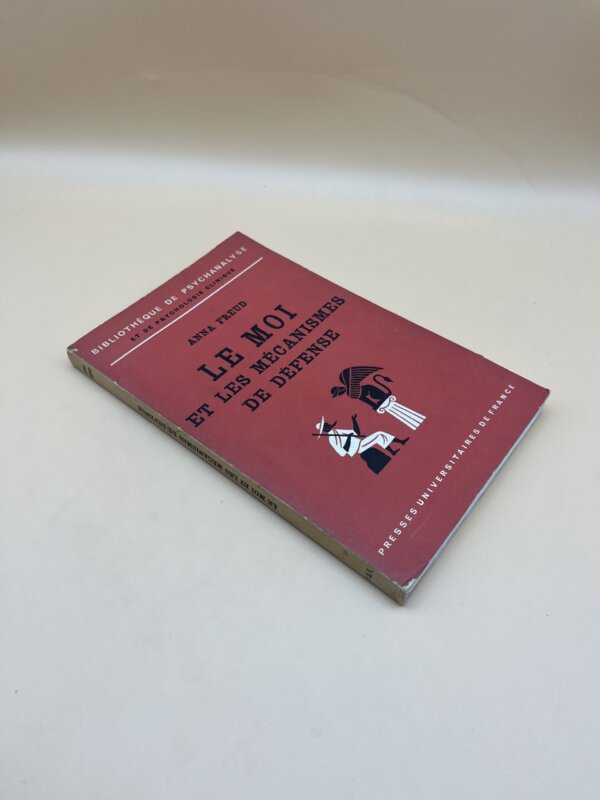 BIBLIOTHÈQUE DE PSYCHANALYSE
ET DE PSYCHOLOGIE CLINIQUE
ANNA FREUD
LE MOI
ET LES MÉCANISMES
DE DÉFENSE
PRESSES UNIVERSITAIRES DE FRANCE
LE MOI ET LES MÉCANISMES DE DÉFENSE